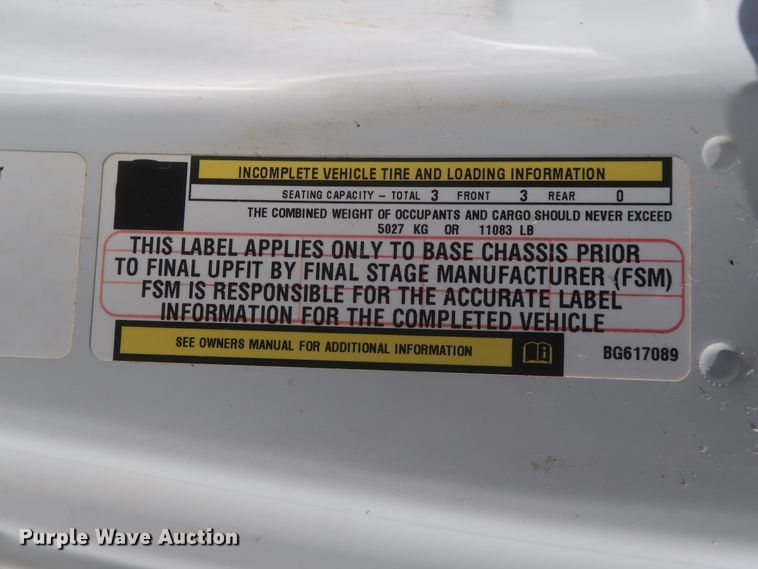 INCOMPLETE VEHICLE TIRE AND LOADING INFORMATION
SEATING CAPACITY – TOTAL 3 FRONT 3 REAR 0
THE COMBINED WEIGHT OF OCCUPANTS AND CARGO SHOULD NEVER EXCEED
5027 KG OR 11083 LB
THIS LABEL APPLIES ONLY TO BASE CHASSIS PRIOR
TO FINAL UPFIT BY FINAL STAGE MANUFACTURER (FSM)
FSM IS RESPONSIBLE FOR THE ACCURATE LABEL
INFORMATION FOR THE COMPLETED VEHICLE
SEE OWNERS MANUAL FOR ADDITIONAL INFORMATION
BG617089
Purple Wave Auction